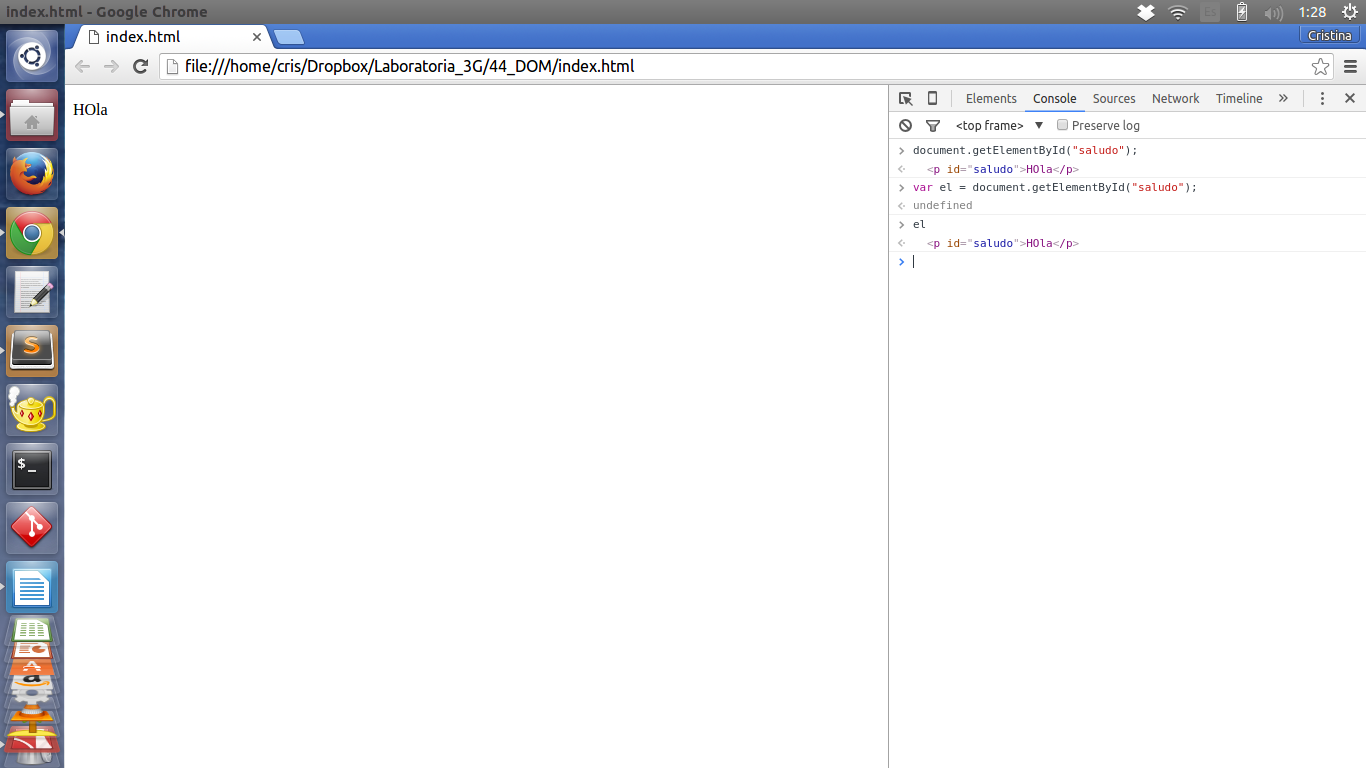 index.html - Google Chrome
Es 1:28
index.html
Cristina
file:///home/cris/Dropbox/Laboratoria_3G/44_DOM/index.html
HOla
Elements Console Sources Network Timeline
<top frame> Preserve log
document.getElementById("saludo");
<p id="saludo">HOla</p>
var el = document.getElementById("saludo");
undefined
el
<p id="saludo">HOla</p>
S
$ _
a